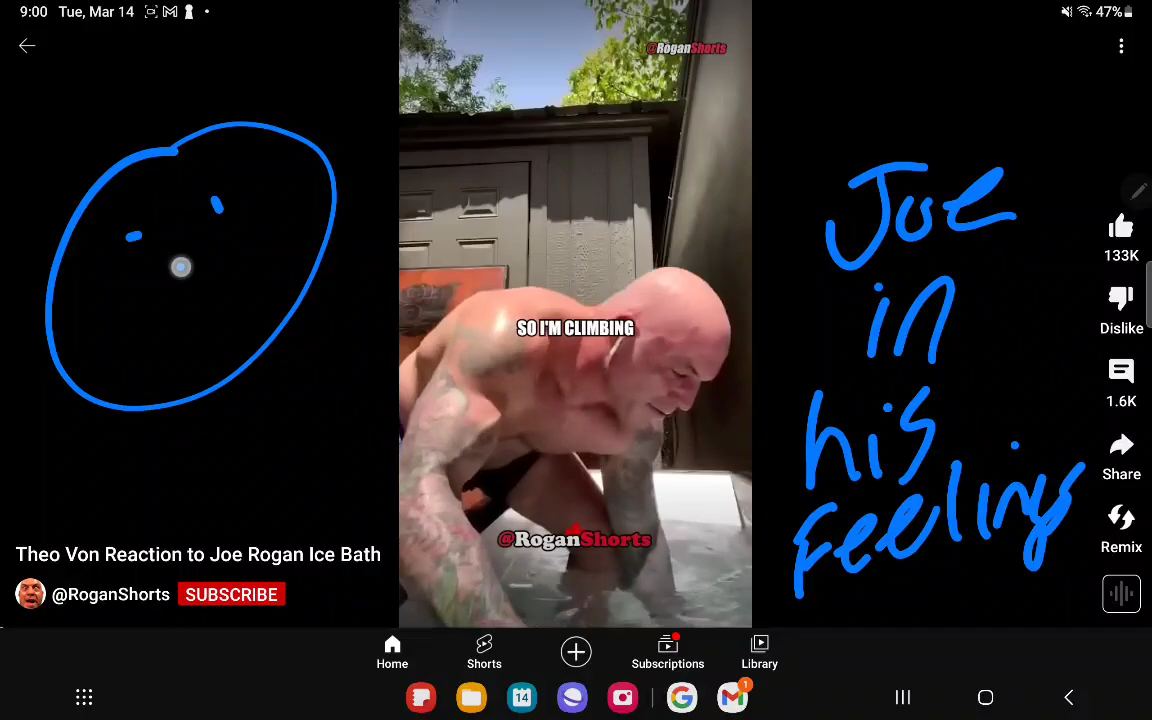 9:00 Tue, Mar 14
47%
@RoganShorts
Joe
in
his
feeling
SO I'M CLIMBING
@RoganShorts
133K
Dislike
1.6K
Share
Remix
Theo Von Reaction to Joe Rogan Ice Bath
@RoganShorts SUBSCRIBE
Home
Shorts
Subscriptions
Library
14
1